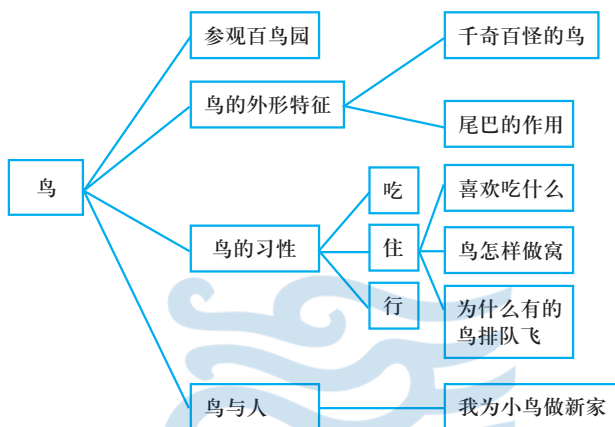 鸟
参观百鸟园
鸟的外形特征
千奇百怪的鸟
尾巴的作用
鸟的习性
吃
住
行
喜欢吃什么
鸟怎样做窝
为什么有的
鸟排队飞
鸟与人
我为小鸟做新家